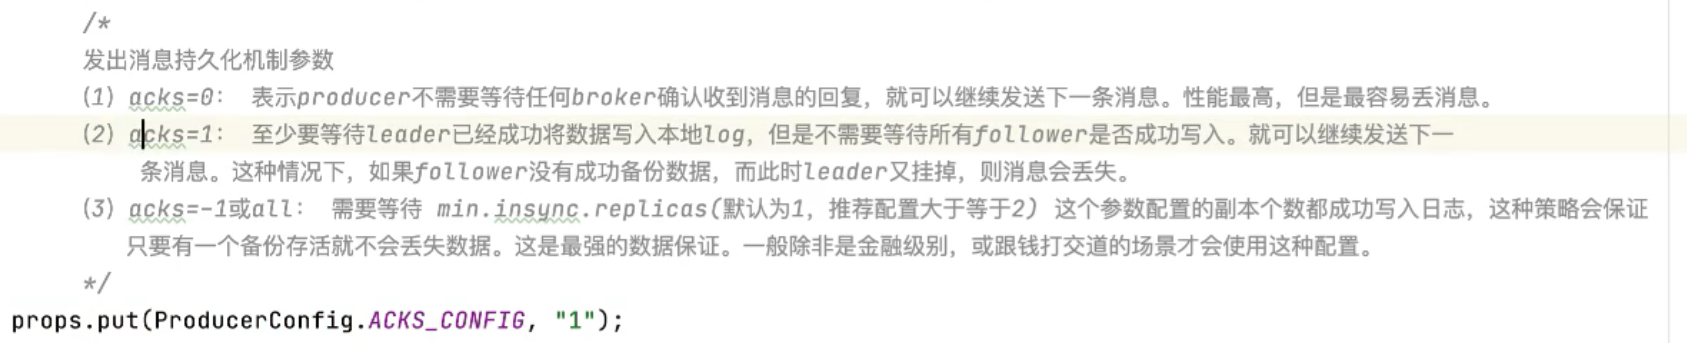 /*
发出消息持久化机制参数
(1) acks=0: 表示producer不需要等待任何broker确认收到消息的回复，就可以继续发送下一条消息。性能最高，但是最容易丢消息。
(2) acks=1: 至少要等待leader已经成功将数据写入本地log，但是不需要等待所有follower是否成功写入。就可以继续发送下一
条消息。这种情况下，如果follower没有成功备份数据，而此时leader又挂掉，则消息会丢失。
(3) acks=-1或all: 需要等待 min.insync.replicas(默认为1，推荐配置大于等于2) 这个参数配置的副本个数都成功写入日志，这种策略会保证
只要有一个备份存活就不会丢失数据。这是最强的数据保证。一般除非是金融级别，或跟钱打交道的场景才会使用这种配置。
*/
props.put(ProducerConfig.ACKS_CONFIG, "1");